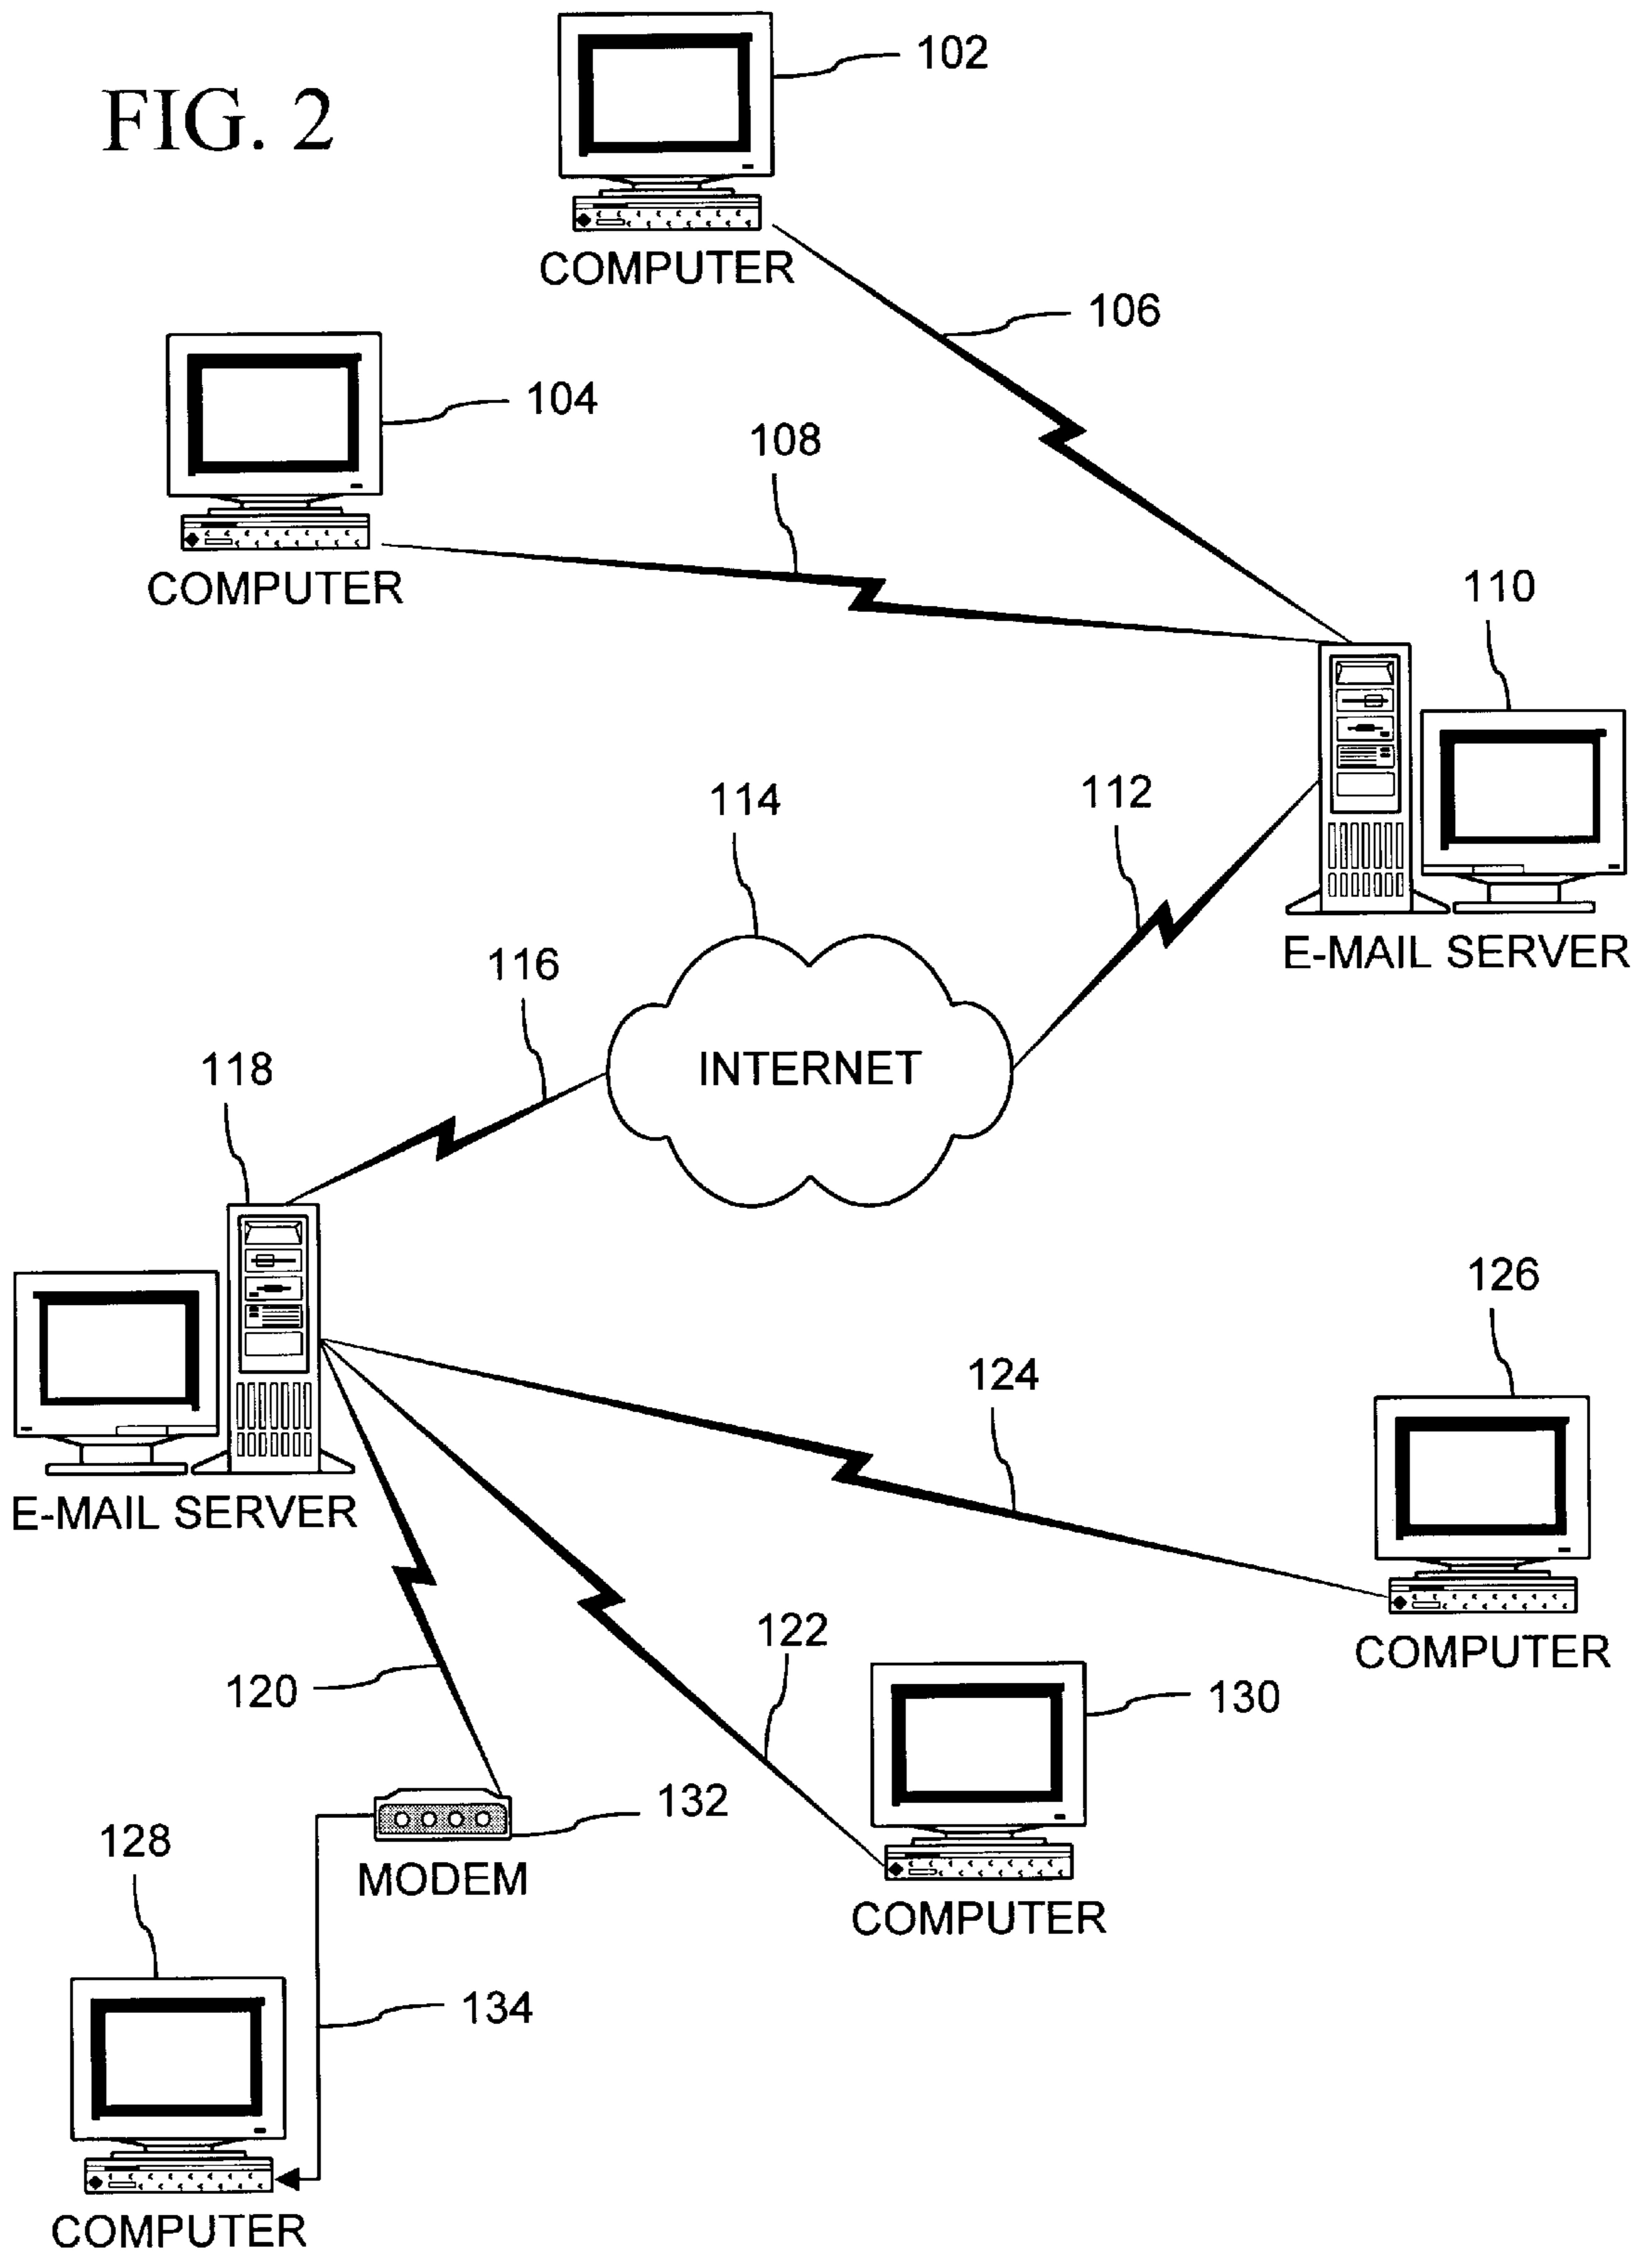 FIG. 2
102
COMPUTER
106
104
108
COMPUTER
110
114
112
E-MAIL SERVER
116
INTERNET
118
126
124
E-MAIL SERVER
122
COMPUTER
120
130
132
128
MODEM
COMPUTER
134
COMPUTER